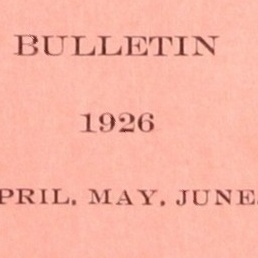 BULLETIN
1926
PRIL, MAY, JUNE.